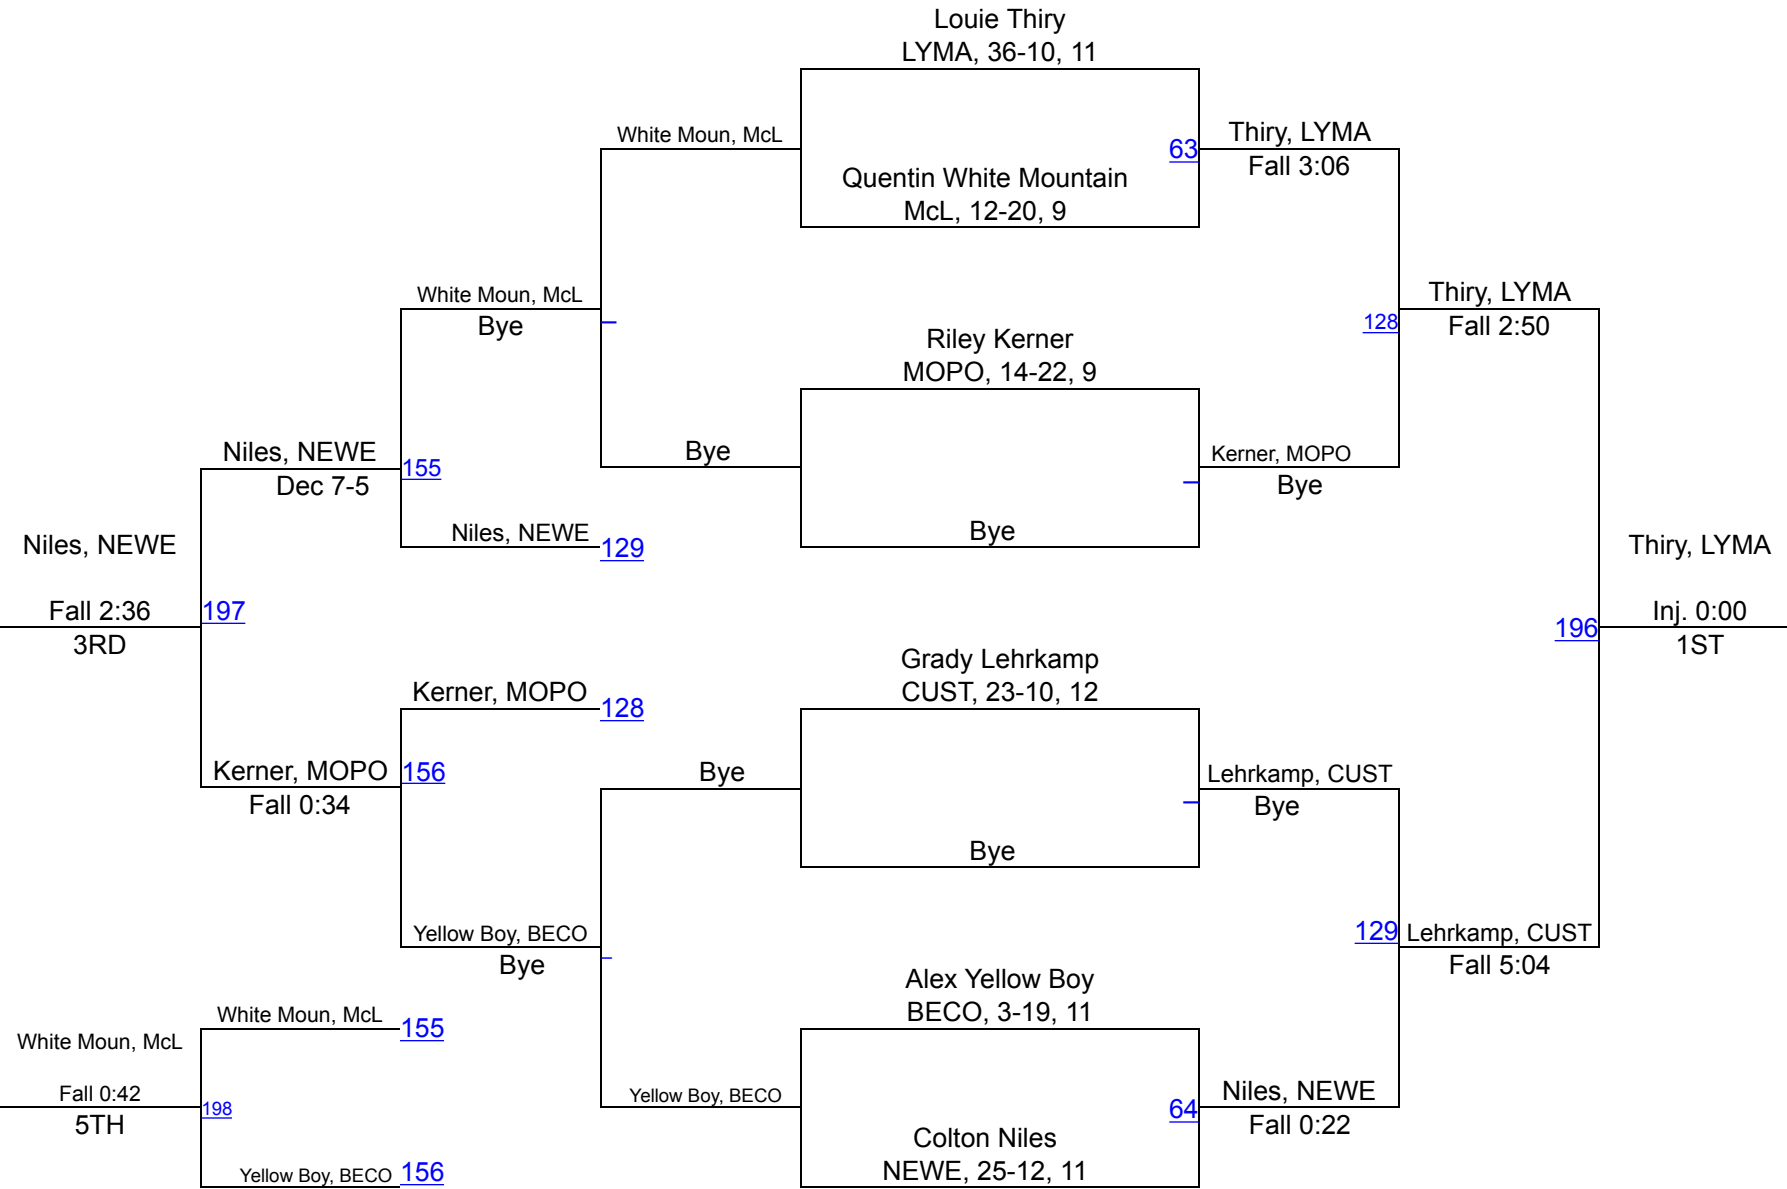 Louie Thiry
LYMA, 36-10, 11
White Moun, McL
63
Thiry, LYMA
Fall 3:06
Quentin White Mountain
McL, 12-20, 9
White Moun, McL
Bye
Thiry, LYMA
128
Fall 2:50
Riley Kerner
MOPO, 14-22, 9
Niles, NEWE
155
Dec 7-5
Bye
Kerner, MOPO
Bye
Niles, NEWE
129
Bye
Niles, NEWE
Fall 2:36
3RD
197
Thiry, LYMA
196
Inj. 0:00
1ST
Grady Lehrkamp
CUST, 23-10, 12
Kerner, MOPO
128
Kerner, MOPO
156
Fall 0:34
Bye
Lehrkamp, CUST
Bye
Bye
Yellow Boy, BECO
Bye
129
Lehrkamp, CUST
Fall 5:04
Alex Yellow Boy
BECO, 3-19, 11
White Moun, McL
155
White Moun, McL
Fall 0:42
5TH
198
Yellow Boy, BECO
64
Niles, NEWE
Fall 0:22
Colton Niles
NEWE, 25-12, 11
Yellow Boy, BECO
156